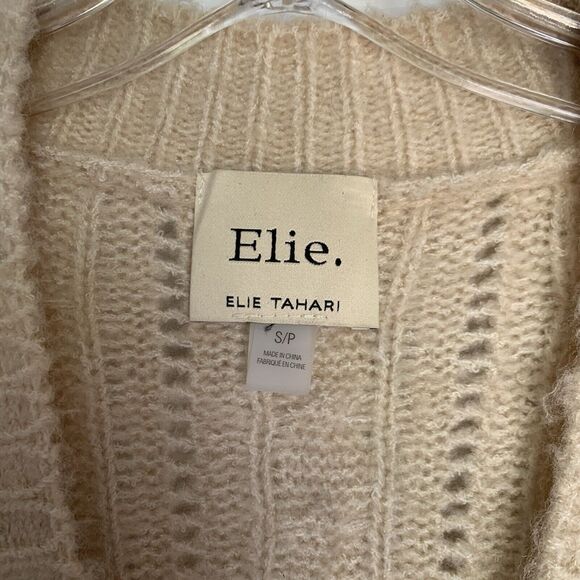 Elie.
ELIE TAHARI
S/P
MADE IN CHINA
FABRIQUÉ EN CHINE